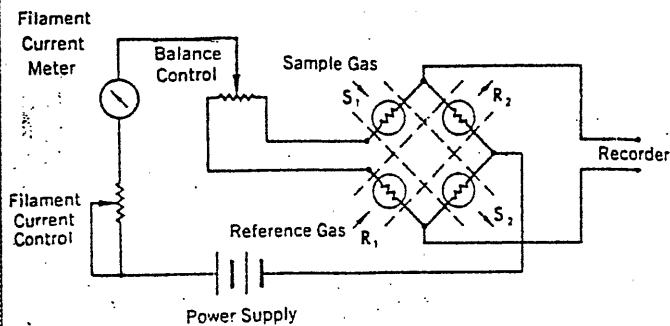 Filament
Current
Meter
Balance
Control
Sample Gas
S₁
R₂
Recorder
Filament
Current
Control
Reference Gas
R₁
S₂
Power Supply